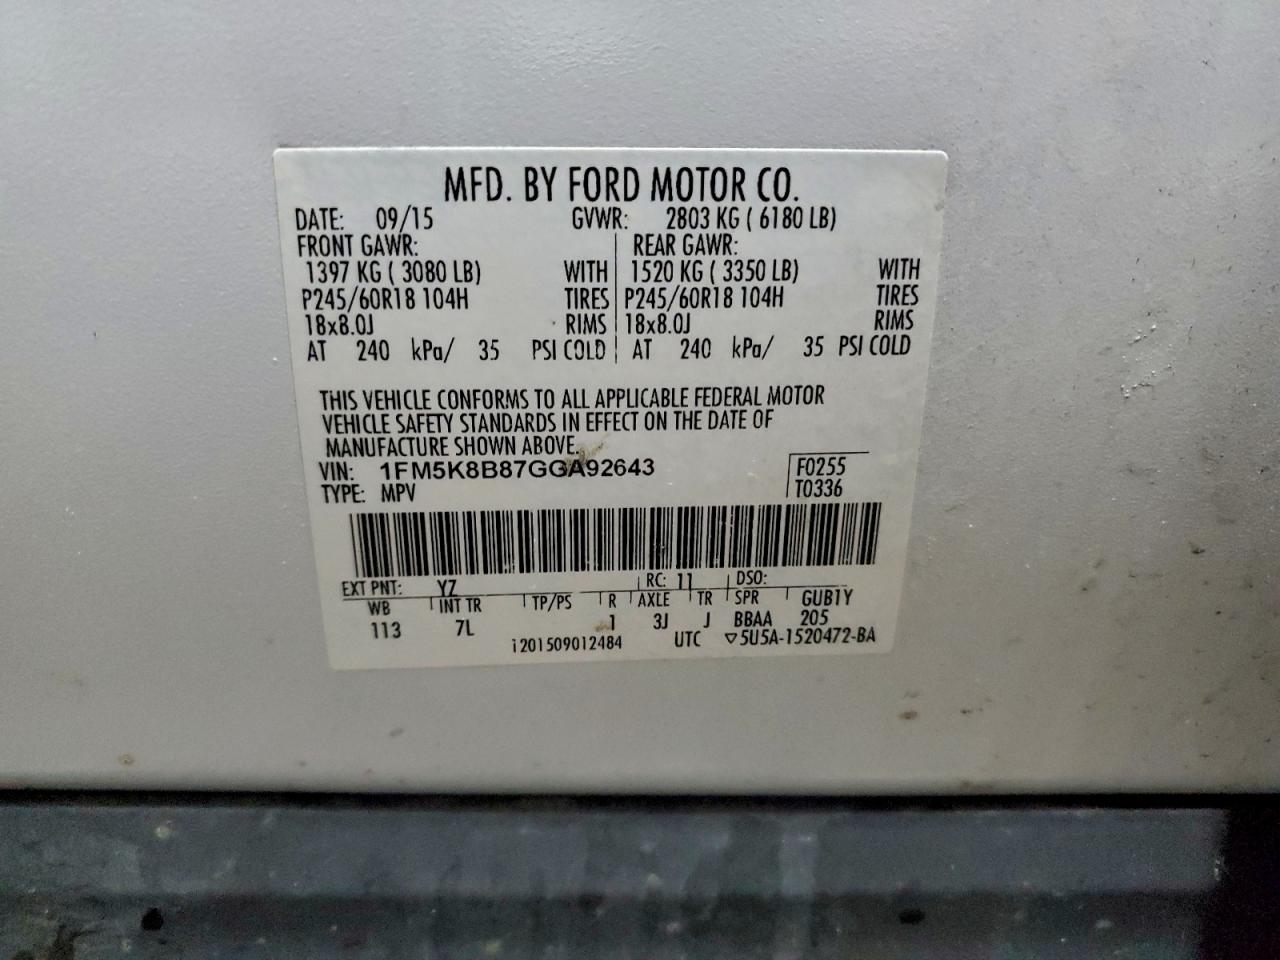 MFD. BY FORD MOTOR CO.
DATE: 09/15 GVWR: 2803 KG ( 6180 LB)
FRONT GAWR: REAR GAWR:
1397 KG ( 3080 LB) WITH 1520 KG ( 3350 LB) WITH
P245/60R18 104H TIRES P245/60R18 104H TIRES
18x8.0J RIMS 18x8.0J RIMS
AT 240 kPa/ 35 PSI COLD AT 240 kPa/ 35 PSI COLD
THIS VEHICLE CONFORMS TO ALL APPLICABLE FEDERAL MOTOR
VEHICLE SAFETY STANDARDS IN EFFECT ON THE DATE OF
MANUFACTURE SHOWN ABOVE.
VIN: 1FM5K8B87GGA92643 F0255
TYPE: MPV T0336
EXT PNT: YZ RC: 11 DSO:
WB INT TR TP/PS R AXLE TR SPR GUB1Y
113 7L 1 3J J BBAA 205
i201509012484 UTC ▽5U5A-1520472-BA